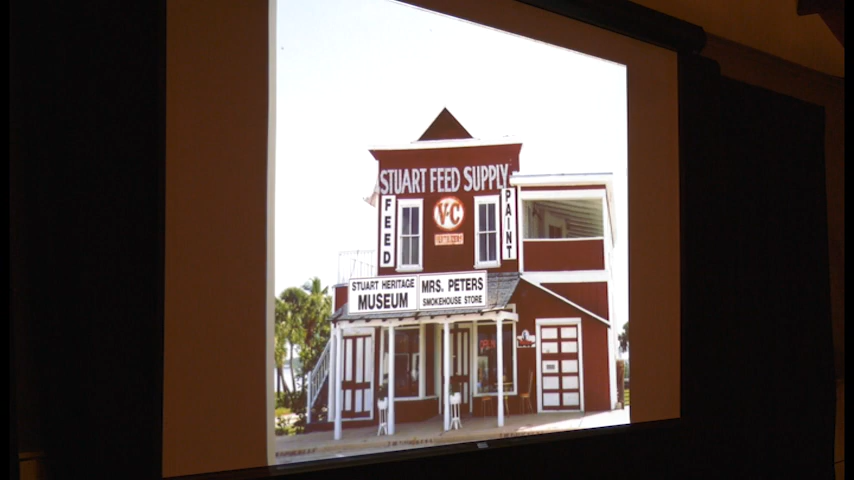 STUART FEED SUPPLY
FEED
V-C
PAINT
STUART HERITAGE
MUSEUM
MRS. PETERS
SMOKEHOUSE STORE